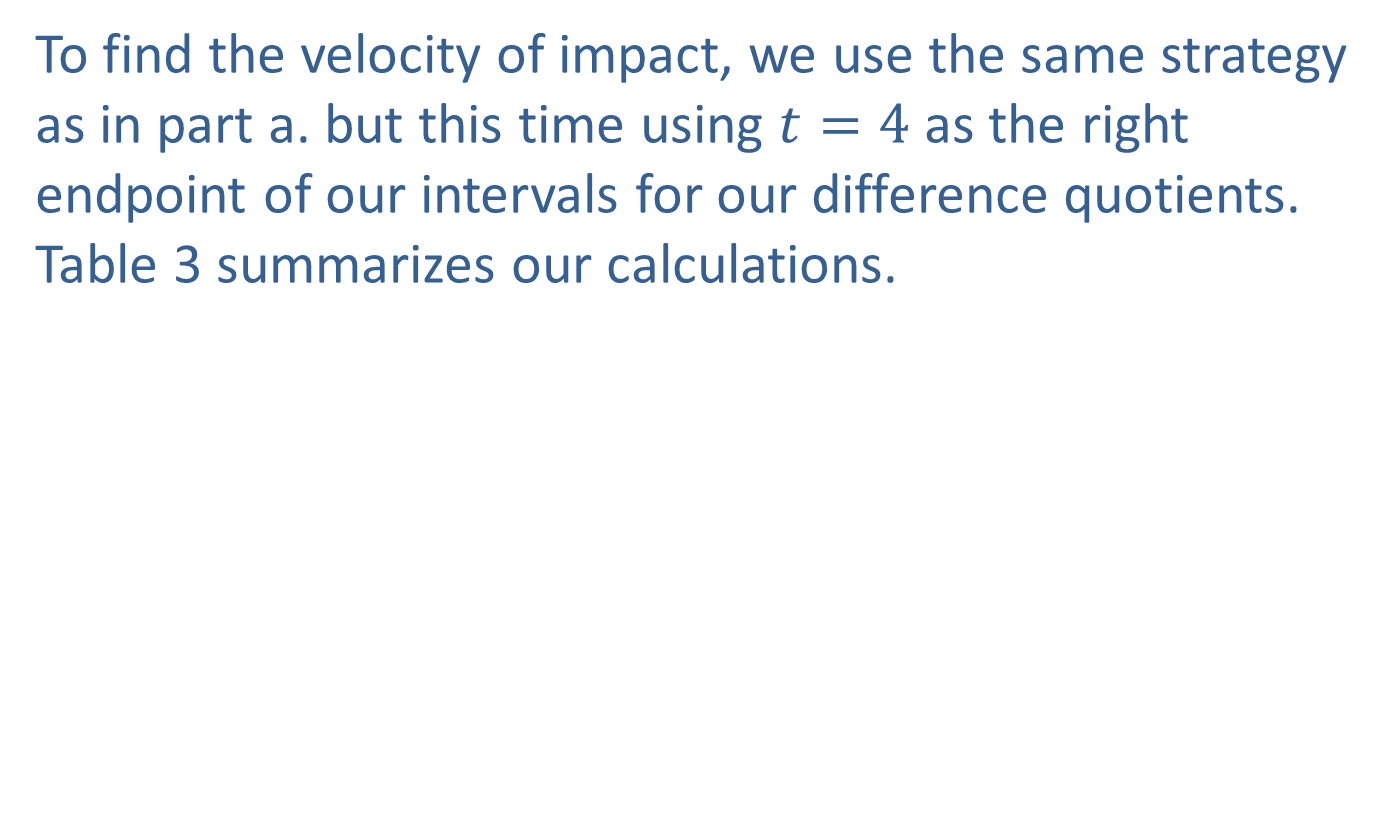 To find the velocity of impact, we use the same strategy
as in part a. but this time using t = 4 as the right
endpoint of our intervals for our difference quotients.
Table 3 summarizes our calculations.